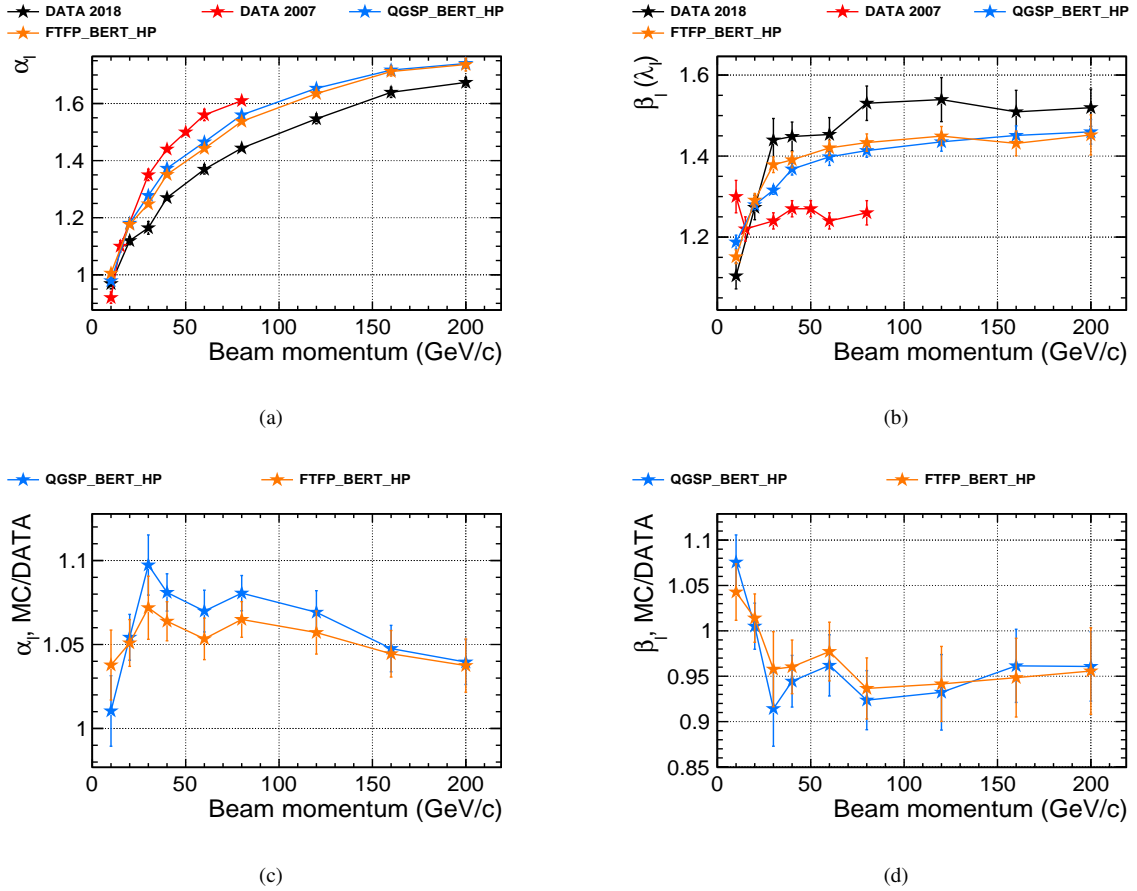 DATA 2018 DATA 2007 QGSP_BERT_HP
FTFP_BERT_HP
α_l
1.6
1.4
1.2
1
0 50 100 150 200
Beam momentum (GeV/c)
(a)
DATA 2018 DATA 2007 QGSP_BERT_HP
FTFP_BERT_HP
β_l (λ_I)
1.6
1.4
1.2
0 50 100 150 200
Beam momentum (GeV/c)
(b)
QGSP_BERT_HP FTFP_BERT_HP
α_l, MC/DATA
1.1
1.05
1
0 50 100 150 200
Beam momentum (GeV/c)
(c)
QGSP_BERT_HP FTFP_BERT_HP
β_l, MC/DATA
1.1
1.05
1
0.95
0.9
0.85
0 50 100 150 200
Beam momentum (GeV/c)
(d)